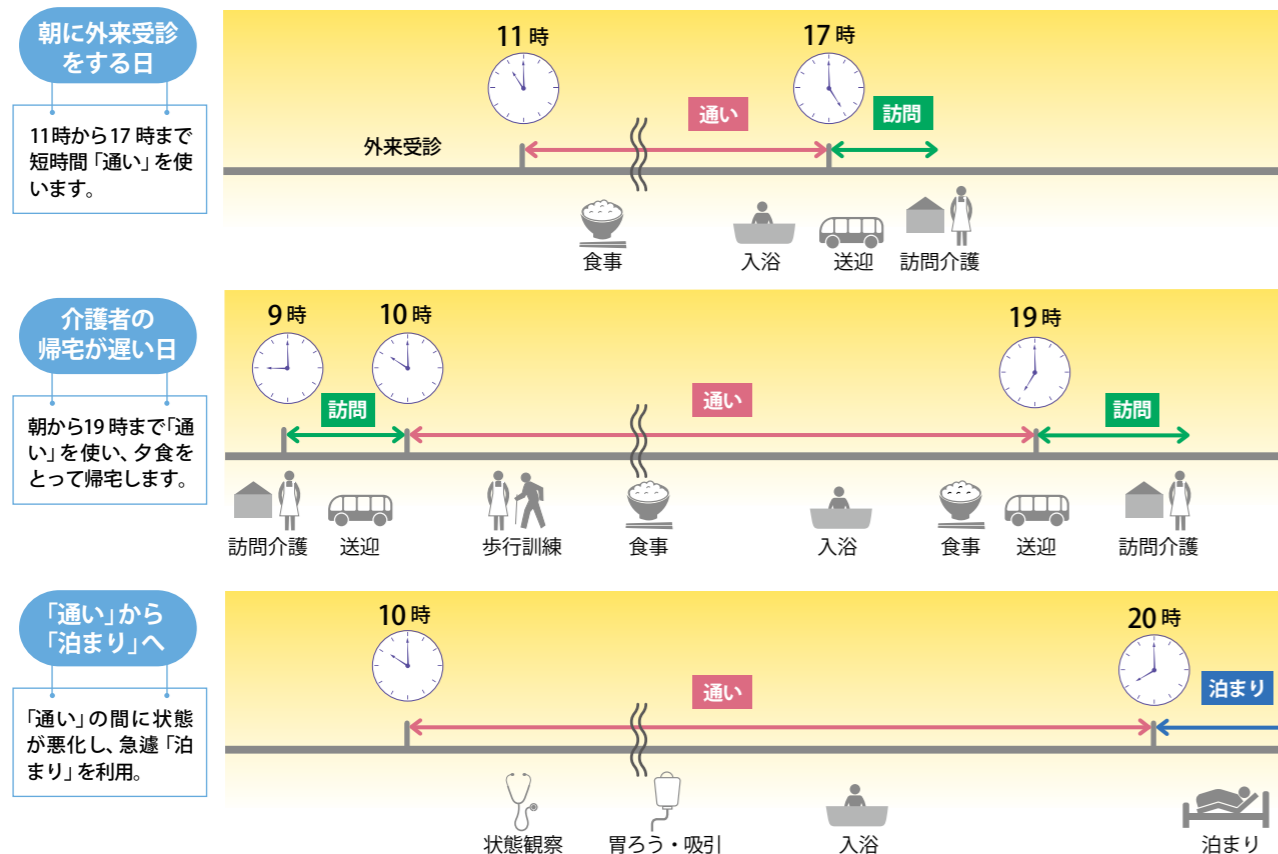 朝に外来受診
をする日
11時から17時まで
短時間「通い」を使
います。
11時
17時
通い
訪問
外来受診
食事
入浴
送迎
訪問介護
介護者の
帰宅が遅い日
朝から19時まで「通
い」を使い、夕食を
とって帰宅します。
9時
10時
19時
訪問
通い
訪問
訪問介護
送迎
歩行訓練
食事
入浴
食事
送迎
訪問介護
「通い」から
「泊まり」へ
「通い」の間に状態
が悪化し、急遽「泊
まり」を利用。
10時
20時
通い
泊まり
状態観察
胃ろう・吸引
入浴
泊まり